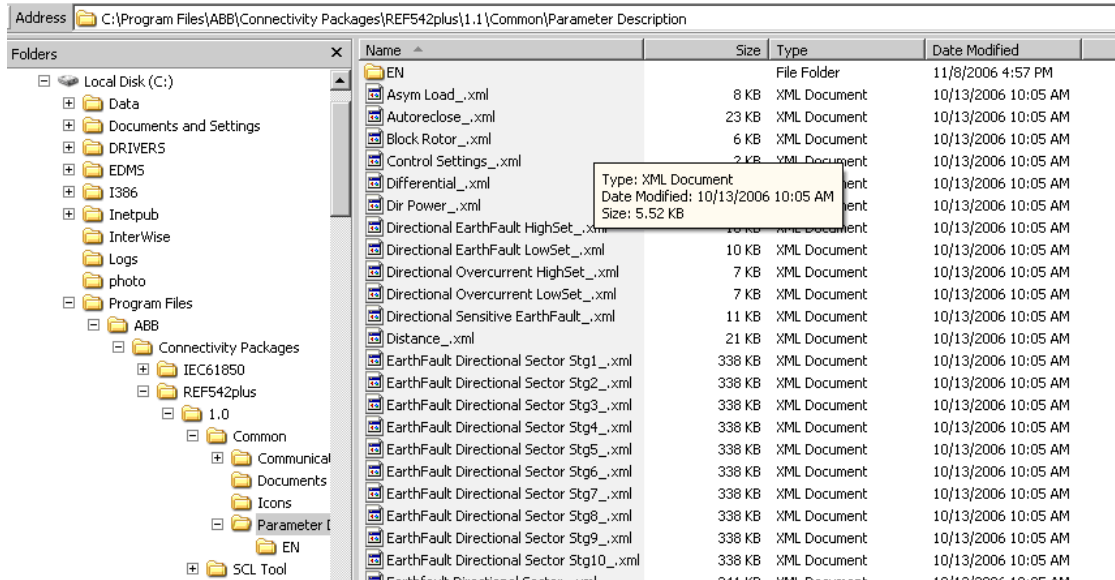 Address C:\Program Files\ABB\Connectivity Packages\REF542plus\1.1\Common\Parameter Description
Folders
Local Disk (C:)
Data
Documents and Settings
DRIVERS
EDMS
I386
Inetpub
InterWise
Logs
photo
Program Files
ABB
Connectivity Packages
IEC61850
REF542plus
1.0
Common
Communicat
Documents
Icons
Parameter D
EN
SCL Tool
Name Size Type Date Modified
EN File Folder 11/8/2006 4:57 PM
Asym Load_.xml 8 KB XML Document 10/13/2006 10:05 AM
Autoreclose_.xml 23 KB XML Document 10/13/2006 10:05 AM
Block Rotor_.xml 6 KB XML Document 10/13/2006 10:05 AM
Control Settings_.xml 2 KB XML Document 10/13/2006 10:05 AM
Differential_.xml 10/13/2006 10:05 AM
Dir Power_.xml 10/13/2006 10:05 AM
Type: XML Document
Date Modified: 10/13/2006 10:05 AM
Size: 5.52 KB
Directional EarthFault HighSet_.xml 10 KB XML Document 10/13/2006 10:05 AM
Directional EarthFault LowSet_.xml 10 KB XML Document 10/13/2006 10:05 AM
Directional Overcurrent HighSet_.xml 7 KB XML Document 10/13/2006 10:05 AM
Directional Overcurrent LowSet_.xml 7 KB XML Document 10/13/2006 10:05 AM
Directional Sensitive EarthFault_.xml 11 KB XML Document 10/13/2006 10:05 AM
Distance_.xml 21 KB XML Document 10/13/2006 10:05 AM
EarthFault Directional Sector Stg1_.xml 338 KB XML Document 10/13/2006 10:05 AM
EarthFault Directional Sector Stg2_.xml 338 KB XML Document 10/13/2006 10:05 AM
EarthFault Directional Sector Stg3_.xml 338 KB XML Document 10/13/2006 10:05 AM
EarthFault Directional Sector Stg4_.xml 338 KB XML Document 10/13/2006 10:05 AM
EarthFault Directional Sector Stg5_.xml 338 KB XML Document 10/13/2006 10:05 AM
EarthFault Directional Sector Stg6_.xml 338 KB XML Document 10/13/2006 10:05 AM
EarthFault Directional Sector Stg7_.xml 338 KB XML Document 10/13/2006 10:05 AM
EarthFault Directional Sector Stg8_.xml 338 KB XML Document 10/13/2006 10:05 AM
EarthFault Directional Sector Stg9_.xml 338 KB XML Document 10/13/2006 10:05 AM
EarthFault Directional Sector Stg10_.xml 338 KB XML Document 10/13/2006 10:05 AM